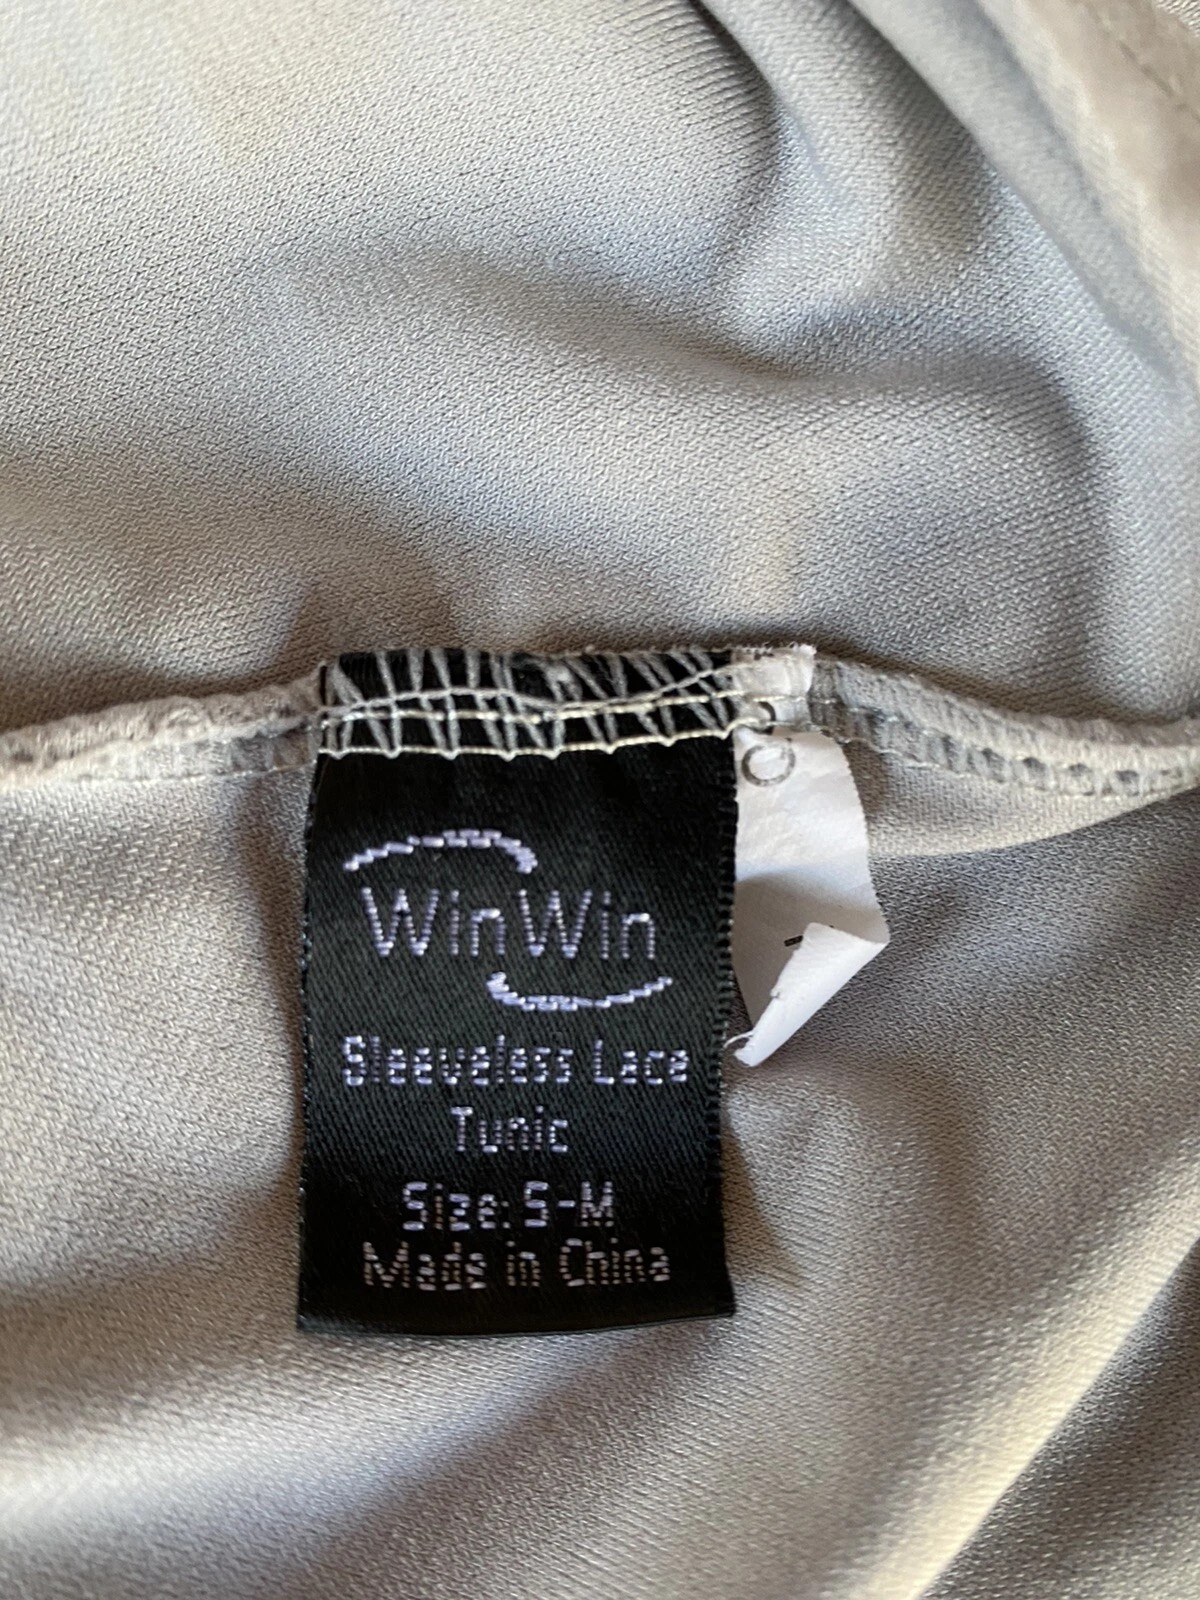 WinWin
Sleeveless Lace
Tunic
Size: S-M
Made in China